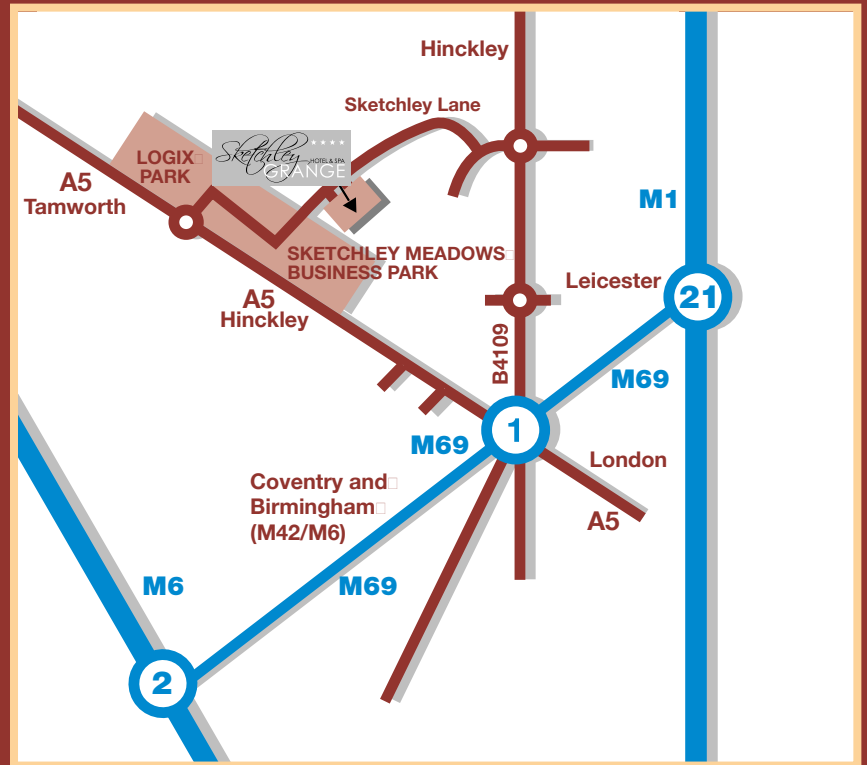 Hinckley
Sketchley Lane
Sketchley
★★★★
HOTEL & SPA
GRANGE
LOGIX
PARK
A5
Tamworth
M1
SKETCHLEY MEADOWS
BUSINESS PARK
Leicester
21
A5
Hinckley
B4109
M69
1
M69
London
Coventry and
Birmingham
(M42/M6)
A5
M6
M69
2